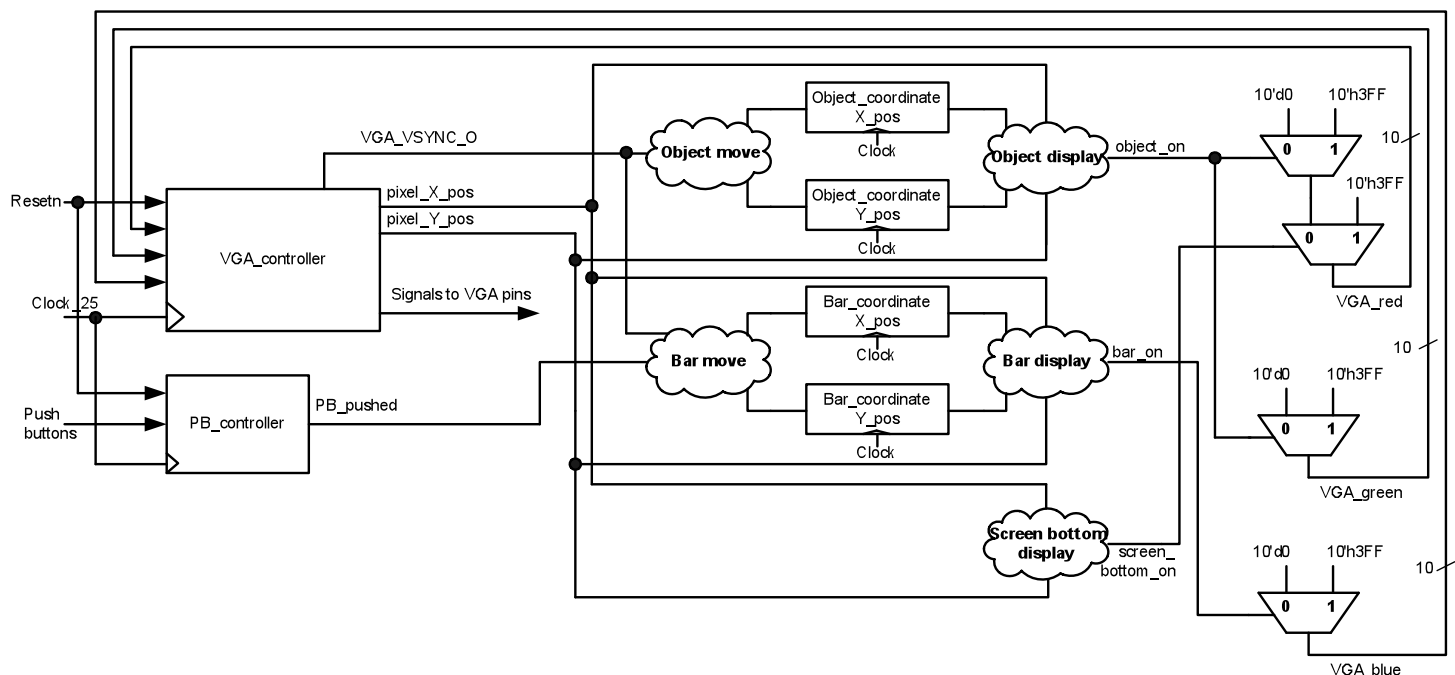 VGA_VSYNC_O
Object_coordinate
X_pos
Clock
Object move
Object display
object_on
Object_coordinate
Y_pos
Clock
10'd0
10'h3FF
0 1
10
10'h3FF
0 1
VGA_red
Resetn
pixel_X_pos
pixel_Y_pos
VGA_controller
Clock_25
Signals to VGA pins
Bar_coordinate
X_pos
Clock
Bar move
Bar display
bar_on
Bar_coordinate
Y_pos
Clock
10
10'd0
10'h3FF
0 1
VGA_green
Push
buttons
PB_controller
PB_pushed
Screen bottom
display
screen_
bottom_on
10'd0
10'h3FF
10
0 1
VGA_blue